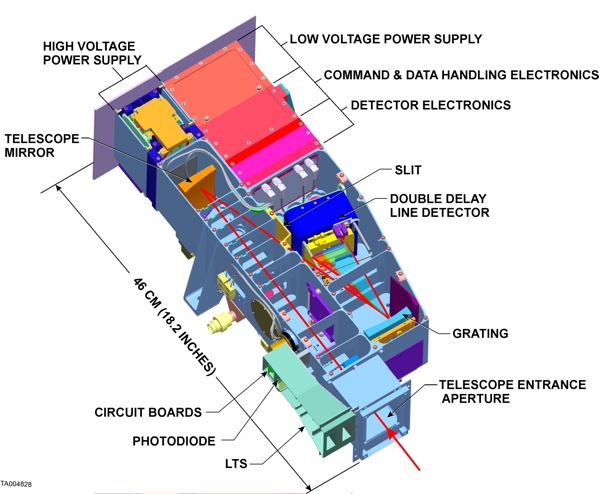 HIGH VOLTAGE
POWER SUPPLY
LOW VOLTAGE POWER SUPPLY
COMMAND & DATA HANDLING ELECTRONICS
DETECTOR ELECTRONICS
TELESCOPE
MIRROR
SLIT
DOUBLE DELAY
LINE DETECTOR
46 CM (18.2 INCHES)
GRATING
TELESCOPE ENTRANCE
APERTURE
CIRCUIT BOARDS
PHOTODIODE
LTS
TA004828